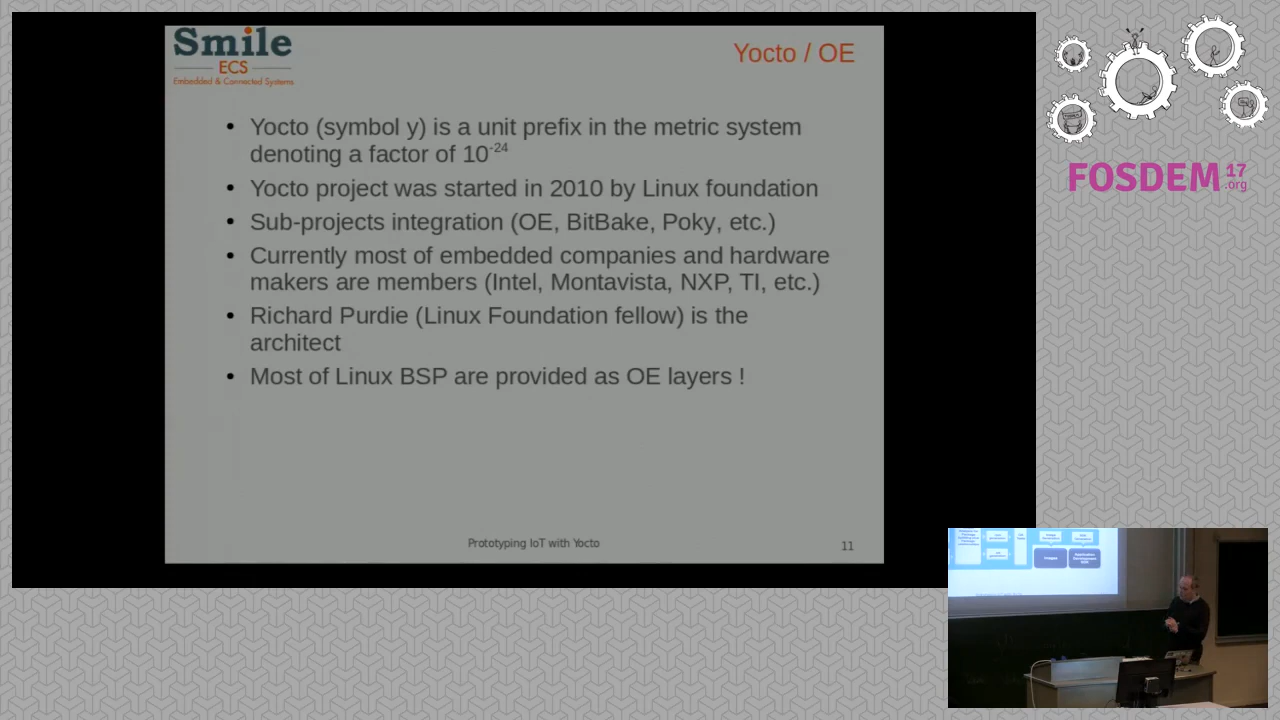 Smile
ECS
Embedded & Connected Systems
Yocto / OE
• Yocto (symbol y) is a unit prefix in the metric system
denoting a factor of 10-24
• Yocto project was started in 2010 by Linux foundation
• Sub-projects integration (OE, BitBake, Poky, etc.)
• Currently most of embedded companies and hardware
makers are members (Intel, Montavista, NXP, TI, etc.)
• Richard Purdie (Linux Foundation fellow) is the
architect
• Most of Linux BSP are provided as OE layers !
Prototyping IoT with Yocto
11
FOSDEM 17
.org
Images